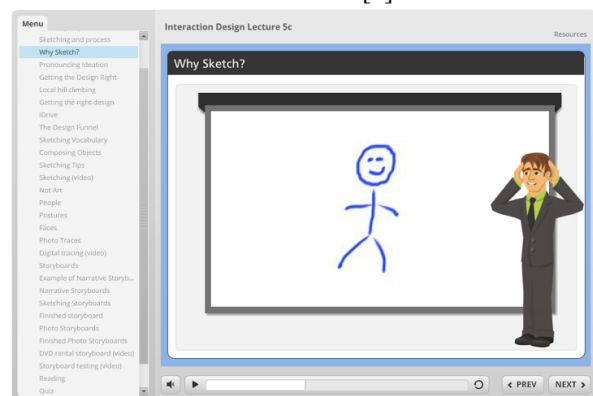 Menu
Interaction Design Lecture 5c
Resources
Sketching and process
Why Sketch?
Pronouncing Ideation
Getting the Design Right
Local hill climbing
Getting the right design
iDrive
The Design Funnel
Sketching Vocabulary
Composing Objects
Sketching Tips
Sketching (video)
Not Art
People
Postures
Faces
Photo Traces
Digital tracing (video)
Storyboards
Example of Narrative Storyb...
Narrative Storyboards
Sketching Storyboards
Finished storyboard
Photo Storyboards
Finished Photo Storyboards
DVD rental storyboard (video)
Storyboard testing (video)
Reading
Quiz
Why Sketch?
< PREV
NEXT >